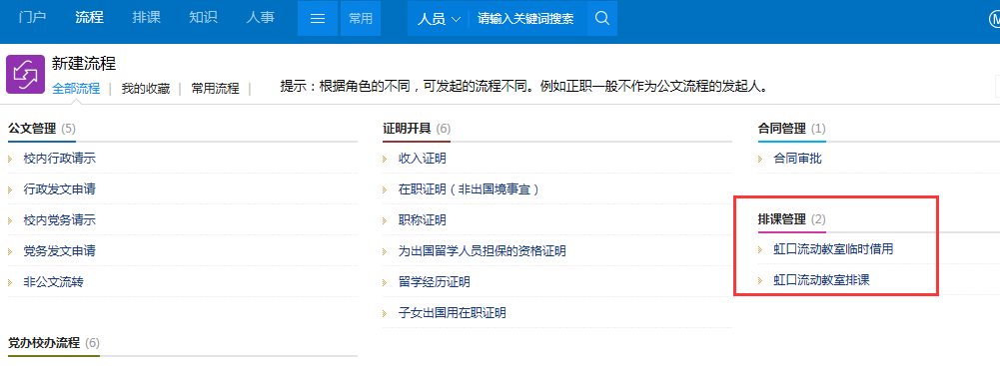 门户 流程 排课 知识 人事 常用 人员 请输入关键词搜索
新建流程
全部流程 | 我的收藏 | 常用流程 | 提示：根据角色的不同，可发起的流程不同。例如正职一般不作为公文流程的发起人。
公文管理 (5)
校内行政请示
行政发文申请
校内党务请示
党务发文申请
非公文流转
党办校办流程 (6)
证明开具 (6)
收入证明
在职证明（非出国境事宜）
职称证明
为出国留学人员担保的资格证明
留学经历证明
子女出国用在职证明
合同管理 (1)
合同审批
排课管理 (2)
虹口流动教室临时借用
虹口流动教室排课